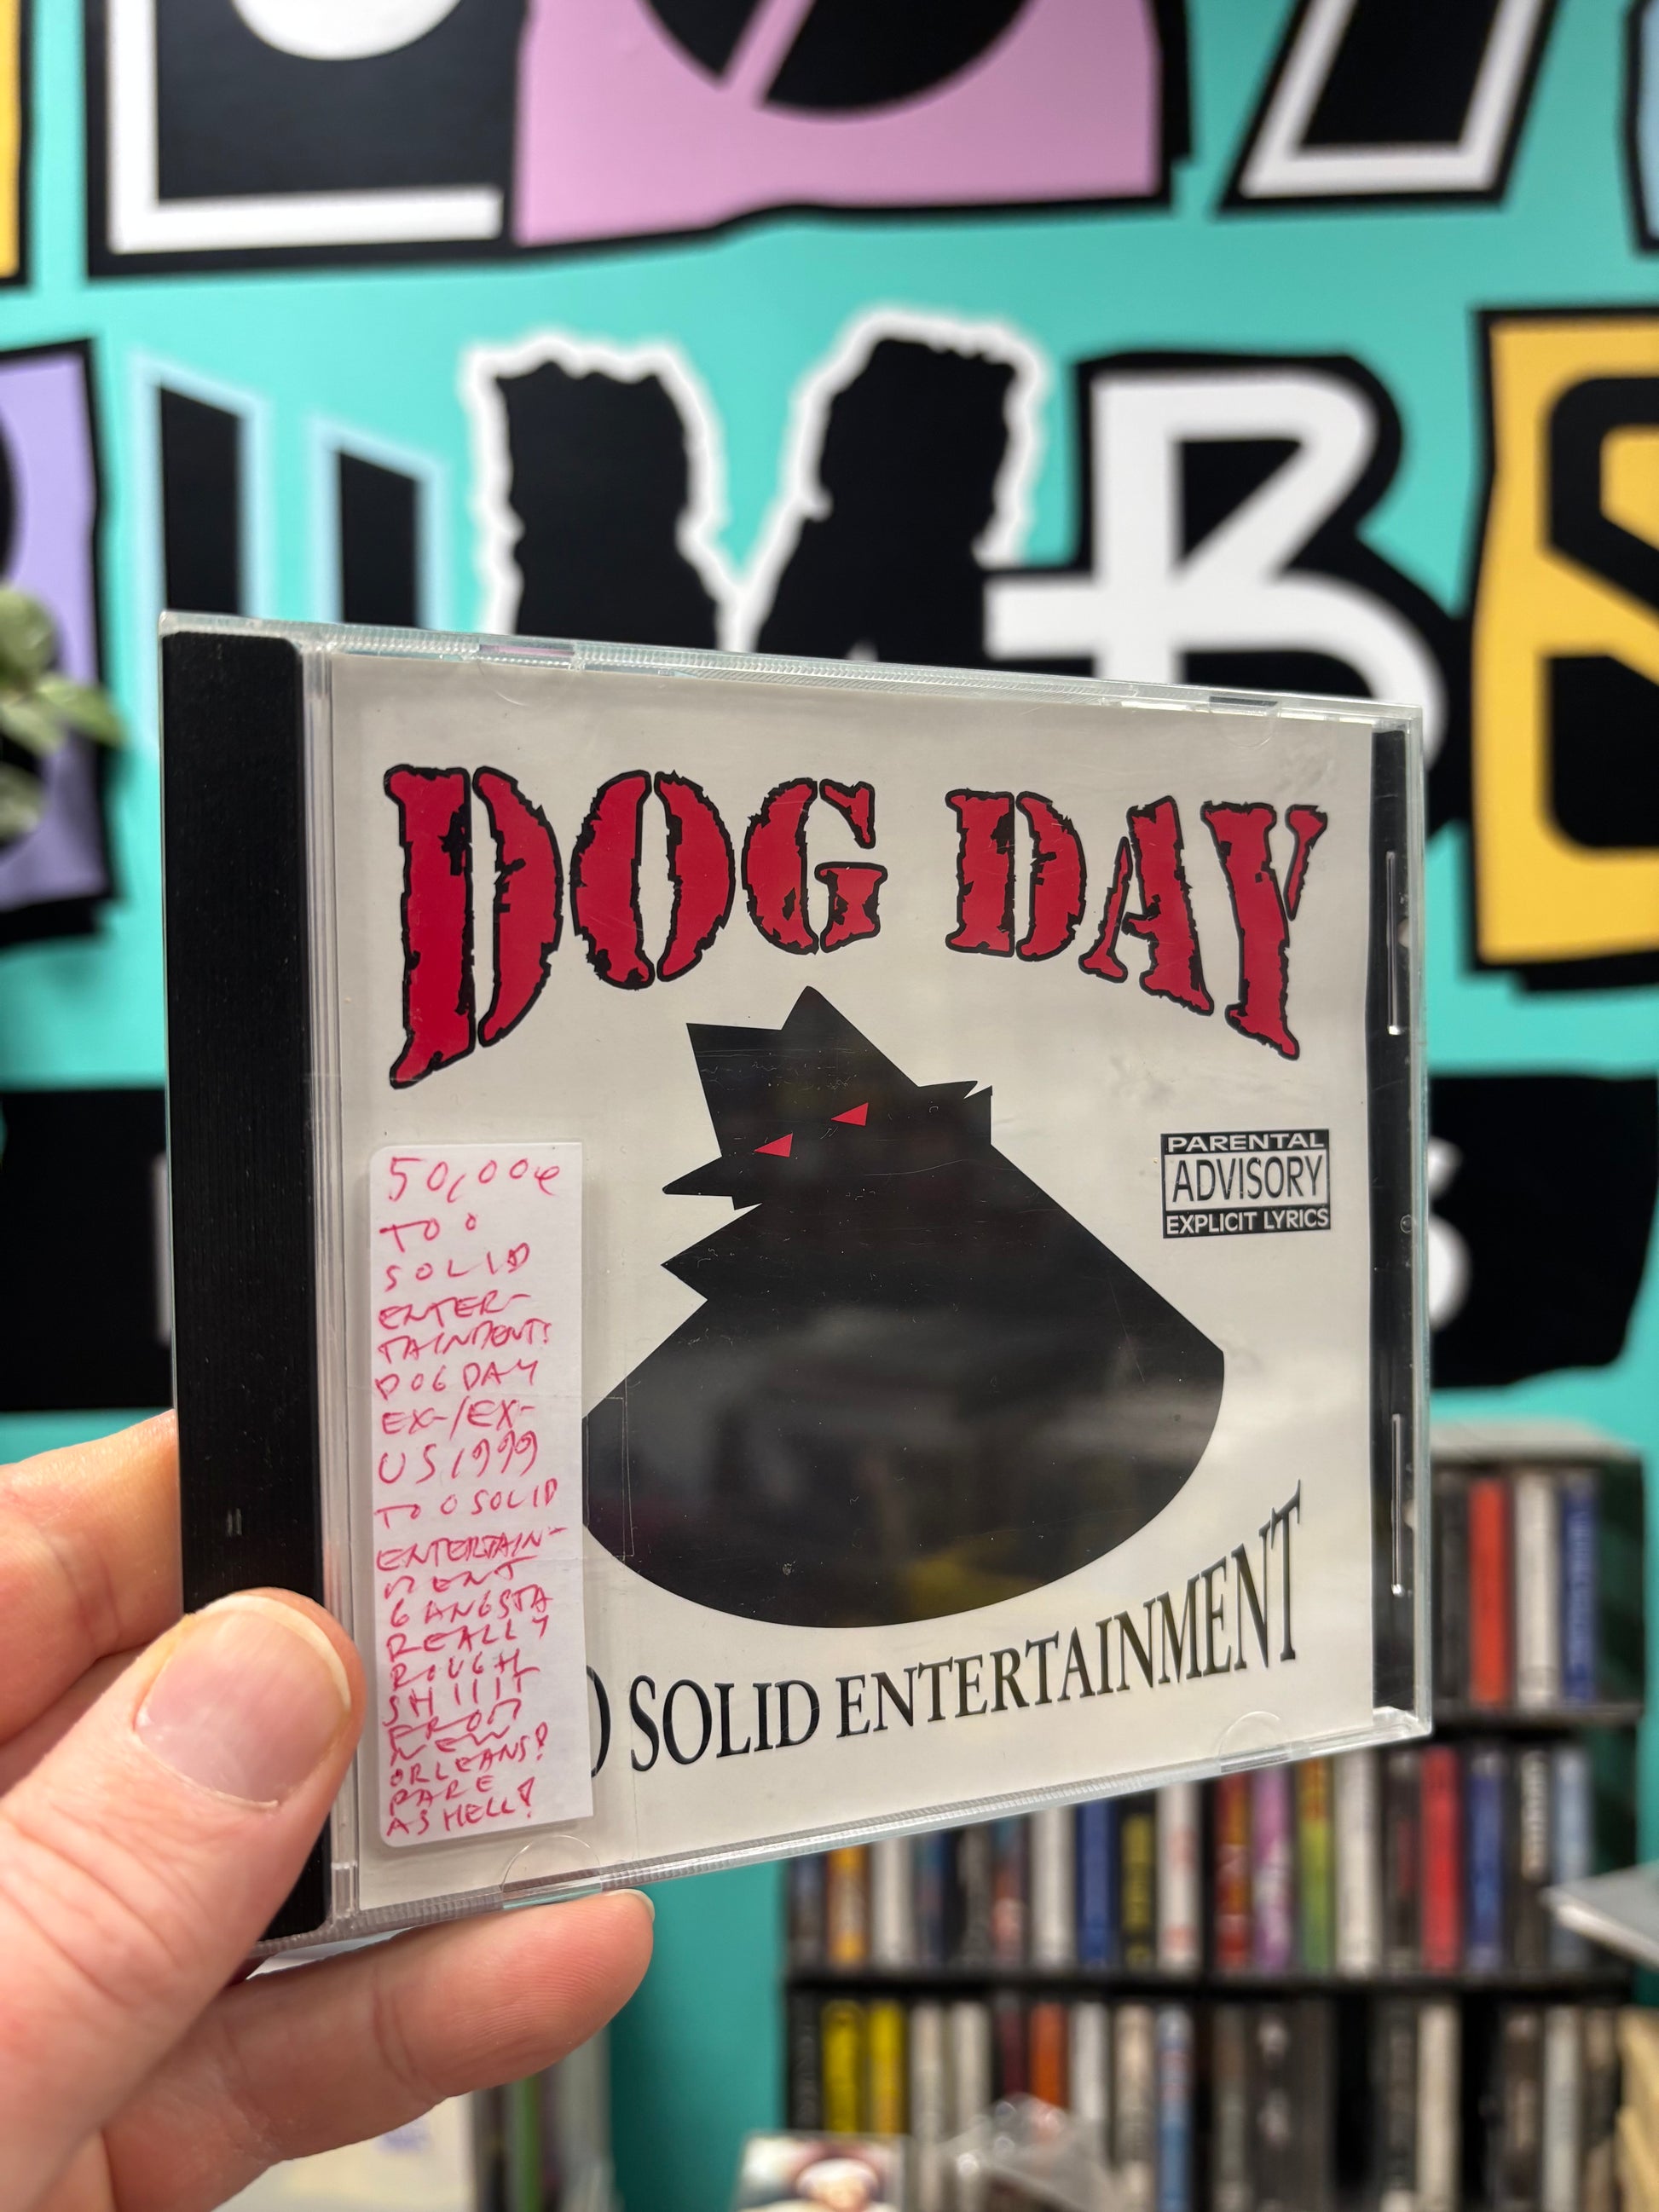 UMBS
DOG DAY
PARENTAL
ADVISORY
EXPLICIT LYRICS
O SOLID ENTERTAINMENT
50,00€
TOO
SOLID
ENTER-
TAINMENT!
DOG DAY
EX-/EX-
US 1999
TOO SOLID
ENTERTAIN-
MENT
GANGSTA
REALLY
ROUGH
SHIIIT
FROM
NEW
ORLEANS!
RARE
AS HELL!